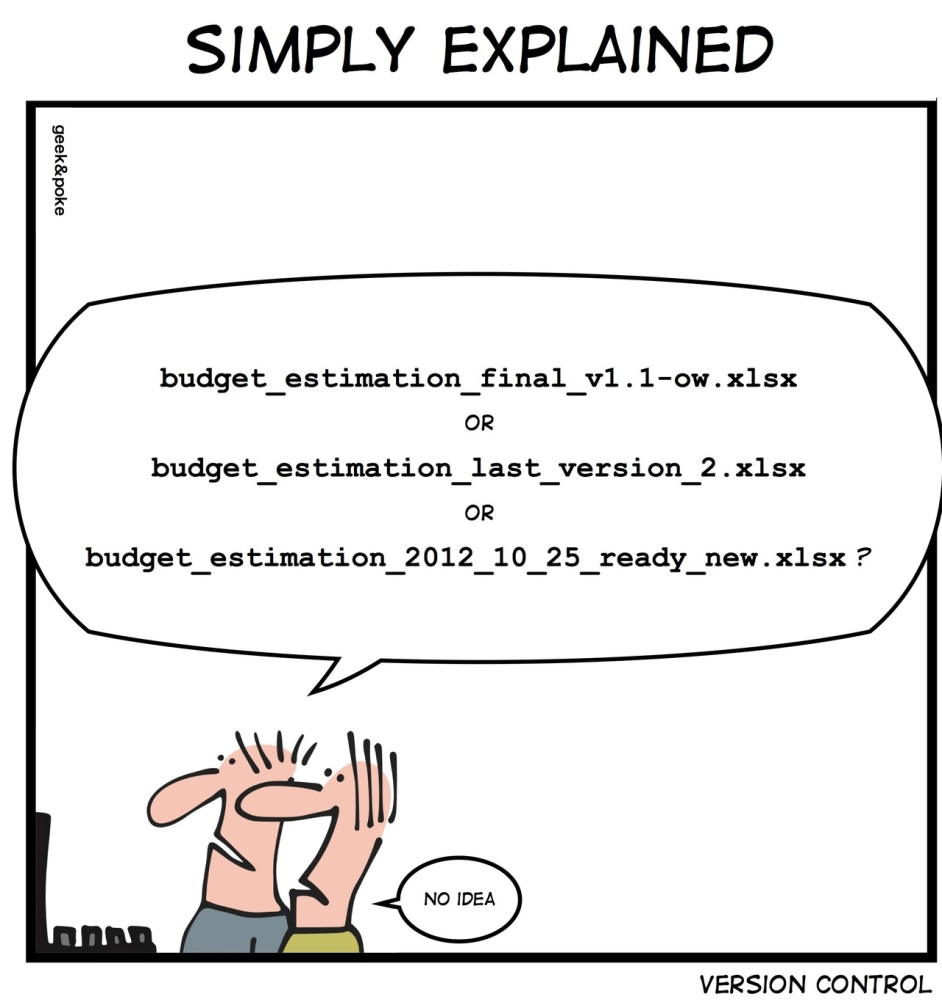 SIMPLY EXPLAINED
geek&poke
budget_estimation_final_v1.1-ow.xlsx
OR
budget_estimation_last_version_2.xlsx
OR
budget_estimation_2012_10_25_ready_new.xlsx ?
NO IDEA
VERSION CONTROL